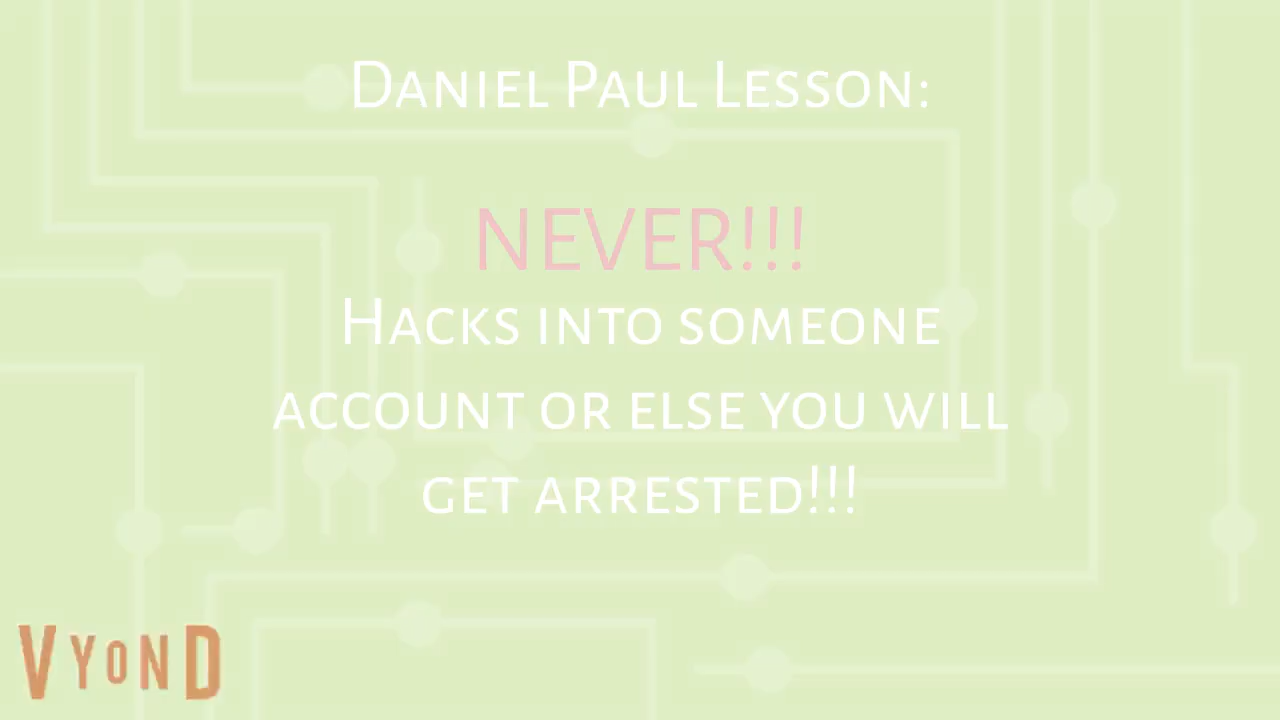 Daniel Paul Lesson:
NEVER!!!
Hacks into someone
account or else you will
get arrested!!!
VYOND